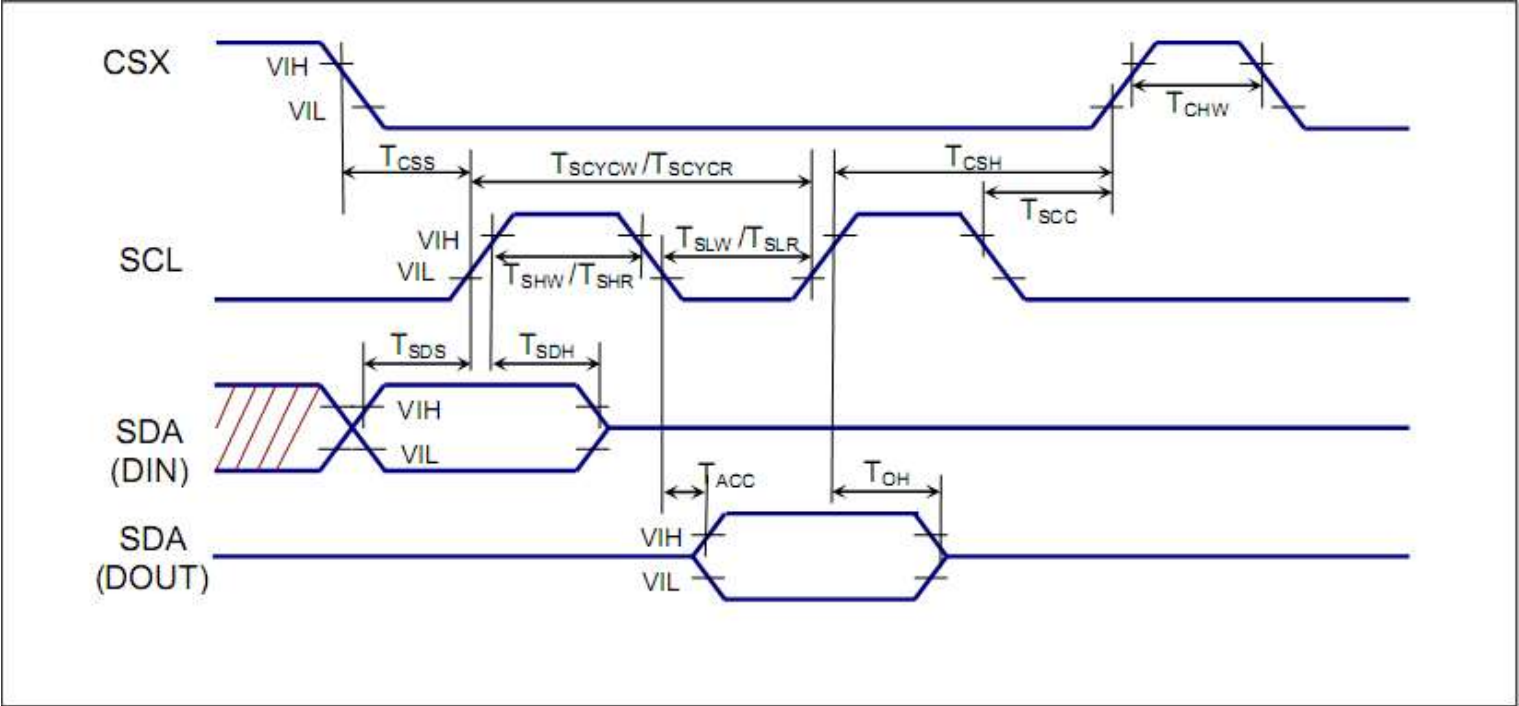 CSX
VIH
VIL
TCHW
TCSS
TSCYCW/TSCYCR
TCSH
TSCC
SCL
VIH
VIL
TSHW/TSHR
TSLW/TSLR
TSDS
TSDH
SDA
(DIN)
VIH
VIL
TACC
TOH
SDA
(DOUT)
VIH
VIL